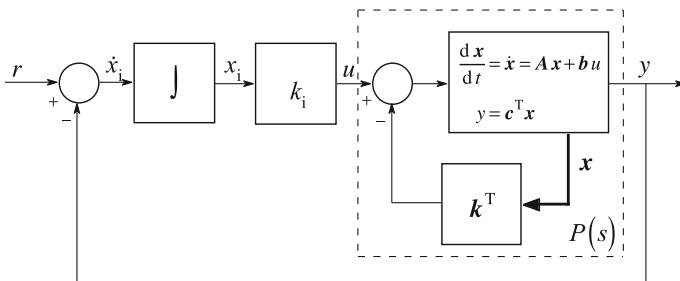 r
+
−
ẋᵢ
∫
xᵢ
kᵢ
u
+
−
dx/dt = ẋ = Ax + bu
y = cᵀx
y
x
kᵀ
P(s)